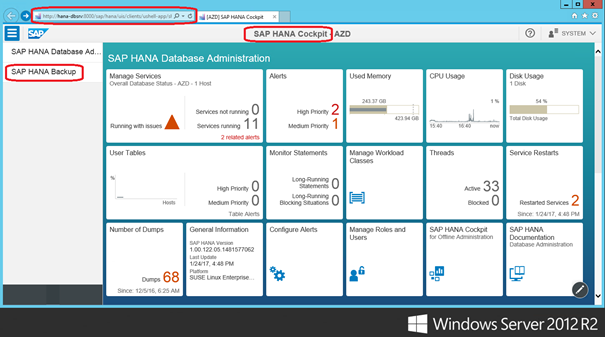 http://hana-dbsrv:8000/sap/hana/uis/clients/ushell-app/sl
[AZD] SAP HANA Cockpit
SAP
SAP HANA Cockpit - AZD
SYSTEM
SAP HANA Database Ad...
SAP HANA Backup
SAP HANA Database Administration
Manage Services
Overall Database Status - AZD - 1 Host
Services not running 0
Running with issues
Services running 11
2 related alerts
Alerts
High Priority 2
Medium Priority 1
Used Memory
243.37 GB
423.94 GB
CPU Usage
1 %
15:40 16:40 now
Disk Usage
1 Disk
54 %
Total Disk Usage
User Tables
%
Hosts
High Priority 0
Medium Priority 0
Table Alerts
Monitor Statements
Long-Running Statements 0
Long-Running Blocking Situations 0
Manage Workload
Classes
Threads
Active 33
Blocked 0
Service Restarts
Restarted Services 2
Since: 1/24/17, 4:48 PM
Number of Dumps
Dumps 68
Since: 12/5/16, 6:25 AM
General Information
SAP HANA Version
1.00.122.05.1481577062
Last Update
1/24/17, 4:48 PM
Platform
SUSE Linux Enterprise...
Configure Alerts
Manage Roles and
Users
SAP HANA Cockpit
for Offline Administration
SAP HANA
Documentation
Database Administration
Windows Server 2012 R2